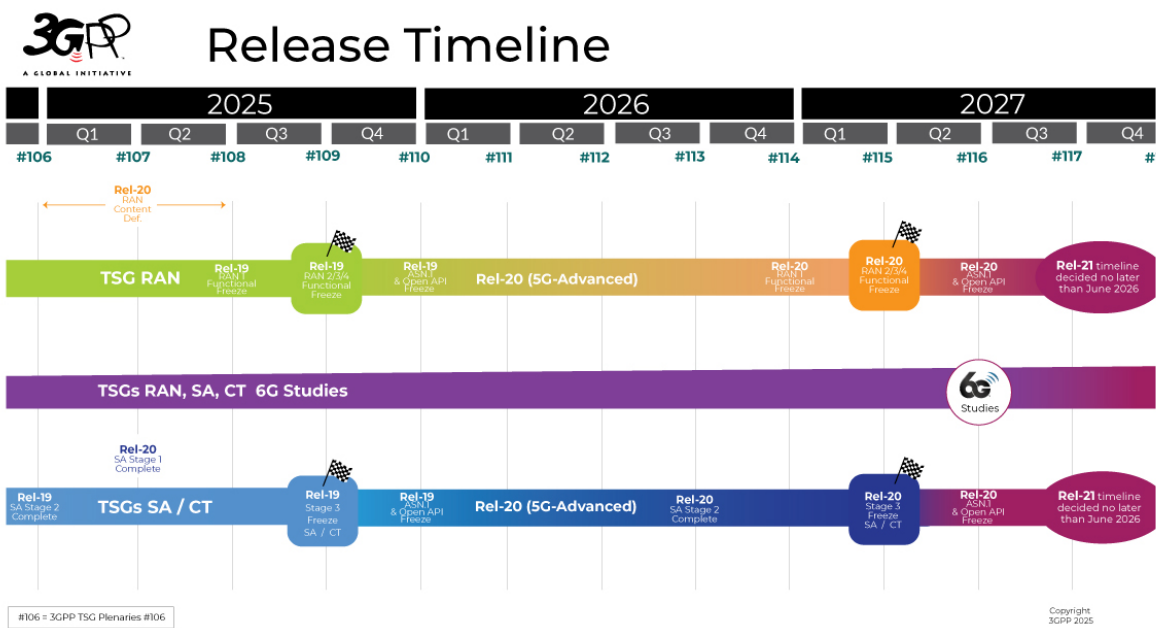 3GPP
A GLOBAL INITIATIVE
Release Timeline
2025 2026 2027
Q1 Q2 Q3 Q4 Q1 Q2 Q3 Q4 Q1 Q2 Q3 Q4
#106 #107 #108 #109 #110 #111 #112 #113 #114 #115 #116 #117 #
Rel-20
RAN
Content
Def.
TSG RAN
Rel-19
RAN 1
Functional
Freeze
Rel-19
RAN 2/3/4
Functional
Freeze
Rel-19
ASN.1
& Open API
Freeze
Rel-20 (5G-Advanced)
Rel-20
RAN 1
Functional
Freeze
Rel-20
RAN 2/3/4
Functional
Freeze
Rel-20
ASN.1
& Open API
Freeze
Rel-21 timeline
decided no later
than June 2026
TSGs RAN, SA, CT 6G Studies
6G
Studies
Rel-20
SA Stage 1
Complete
Rel-19
SA Stage 2
Complete
TSGs SA / CT
Rel-19
Stage 3
Freeze
SA / CT
Rel-19
ASN.1
& Open API
Freeze
Rel-20 (5G-Advanced)
Rel-20
SA Stage 2
Complete
Rel-20
Stage 3
Freeze
SA / CT
Rel-20
ASN.1
& Open API
Freeze
Rel-21 timeline
decided no later
than June 2026
#106 = 3GPP TSG Plenaries #106
Copyright
3GPP 2025